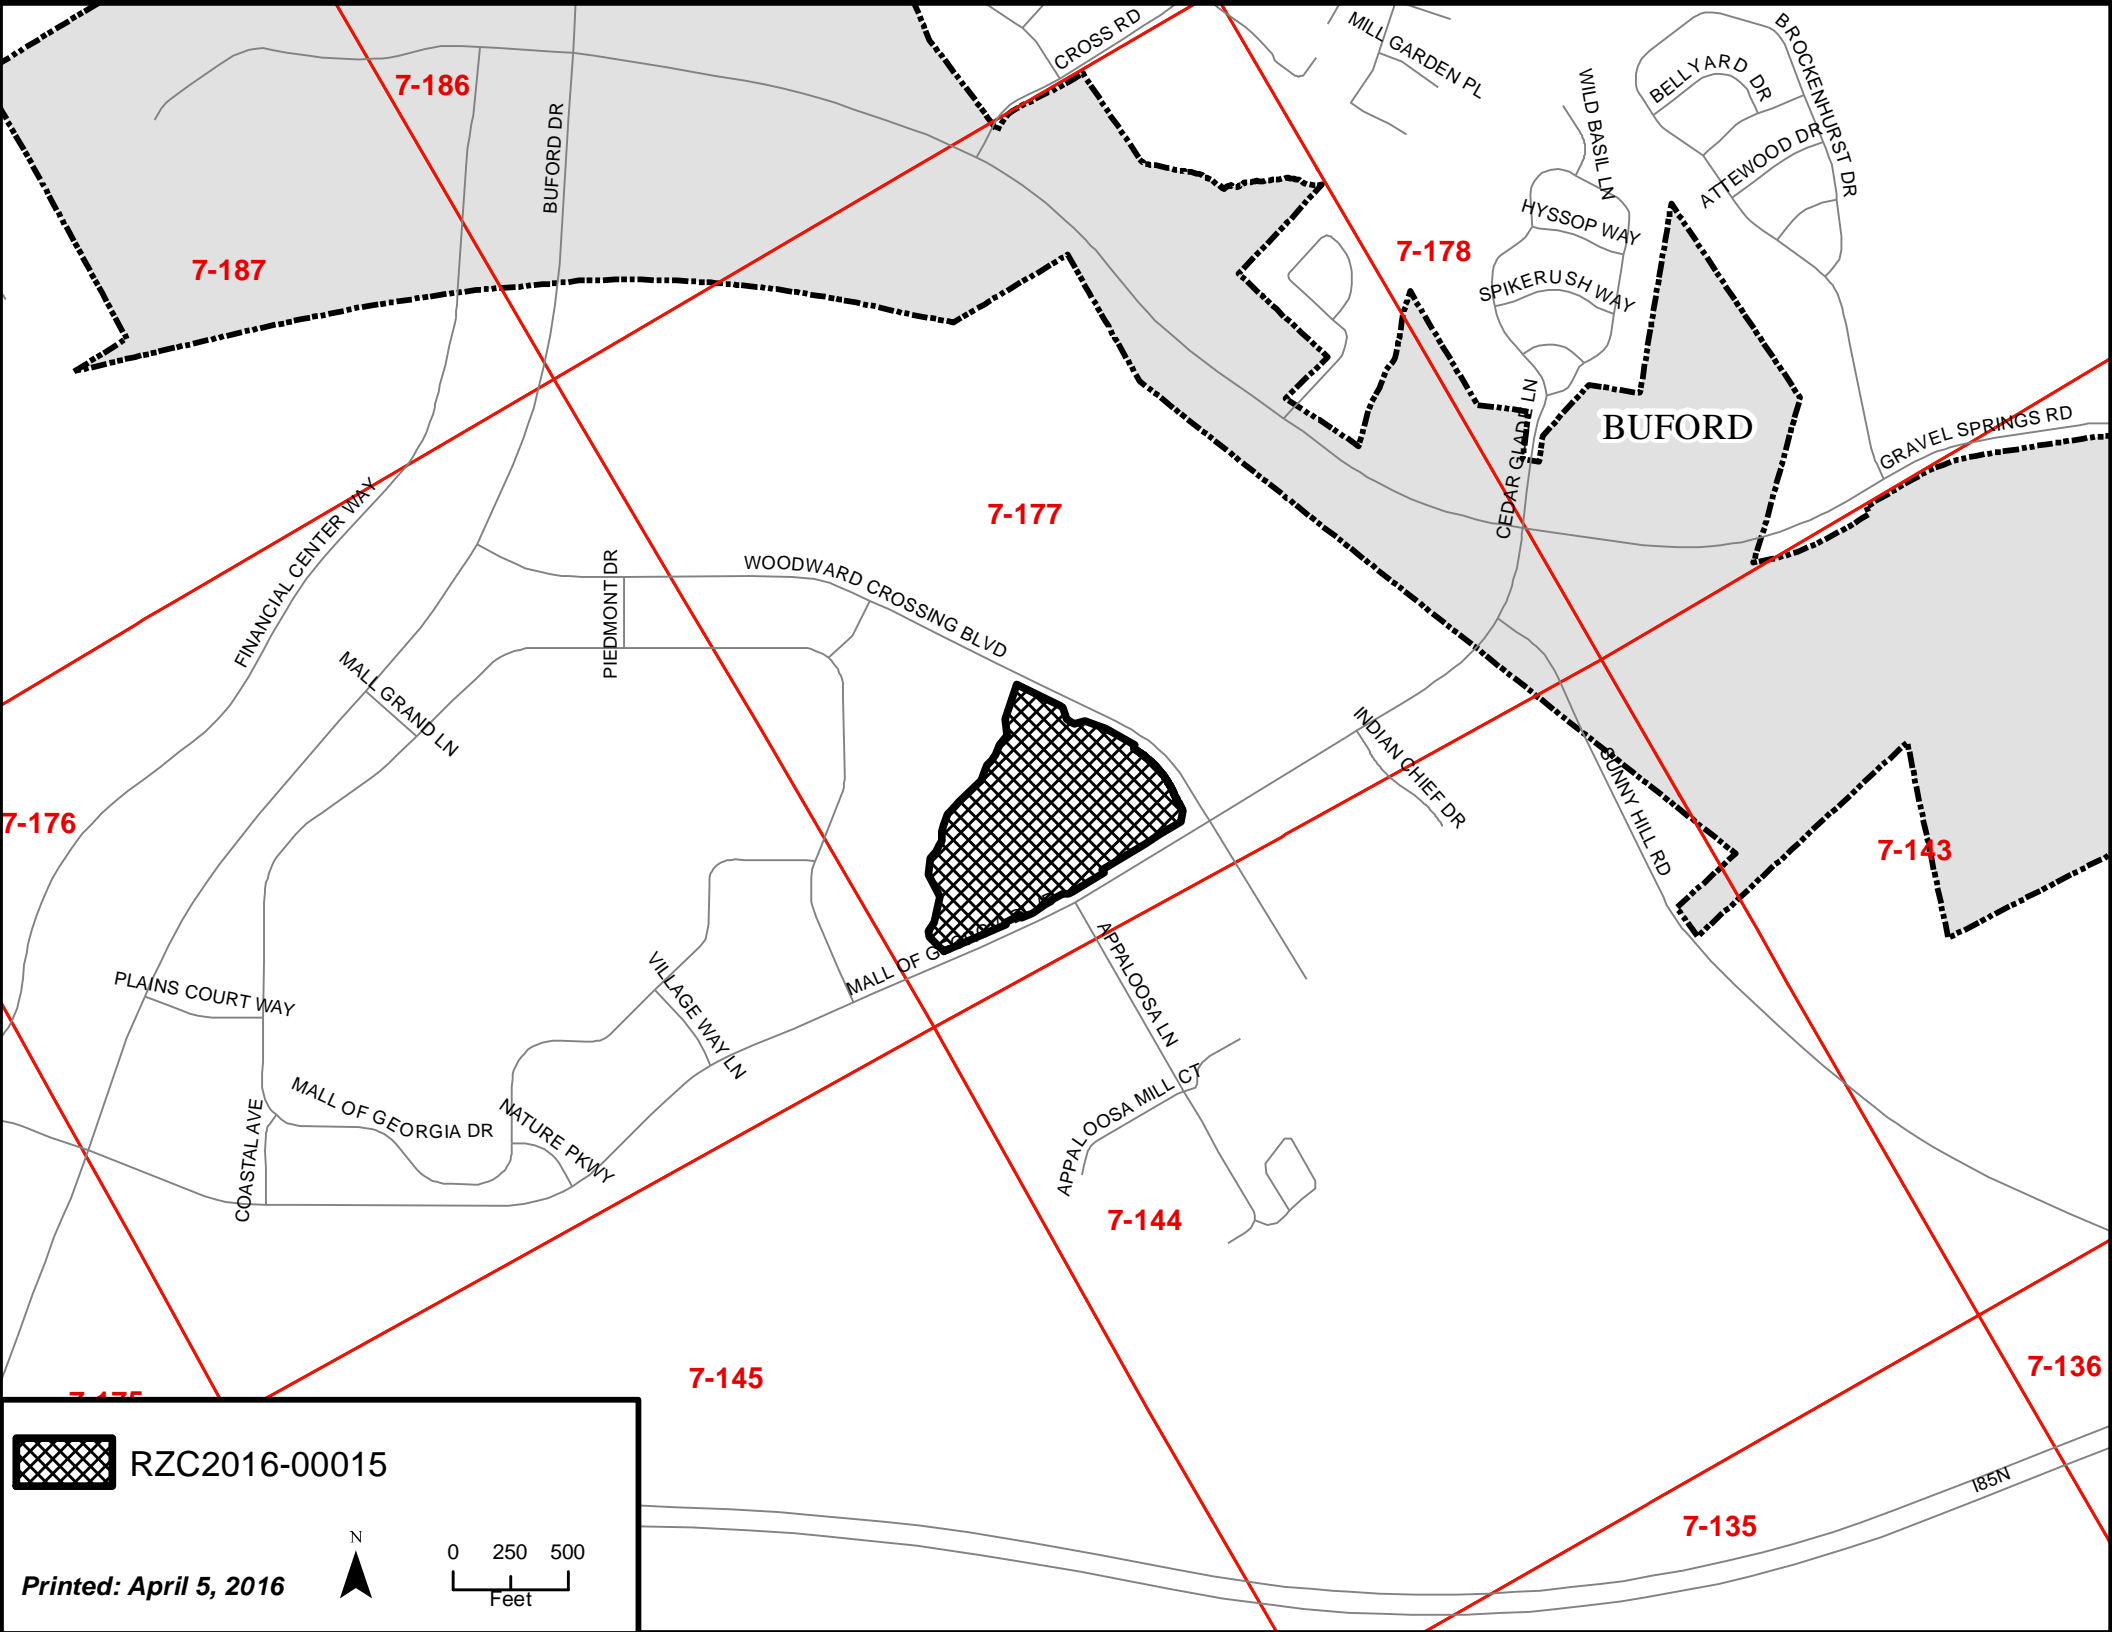 CROSS RD
MILL GARDEN PL
BROCKENHURST DR
BELLYARD DR
WILD BASIL LN
7-186
BUFORD DR
ATTEWOOD DR
HYSSOP WAY
7-178
7-187
SPIKERUSH WAY
CEDAR GLADE LN
BUFORD
GRAVEL SPRINGS RD
7-177
FINANCIAL CENTER WAY
PIEDMONT DR
WOODWARD CROSSING BLVD
MALL GRAND LN
INDIAN CHIEF DR
SUNNY HILL RD
7-176
7-143
MALL OF
APPALOOSA LN
VILLAGE WAY LN
PLAINS COURT WAY
MALL OF GEORGIA DR
NATURE PKWY
COASTAL AVE
APPALOOSA MILL CT
7-144
7-145
7-136
7-175
RZC2016-00015
I85N
7-135
N
0 250 500
Feet
Printed: April 5, 2016